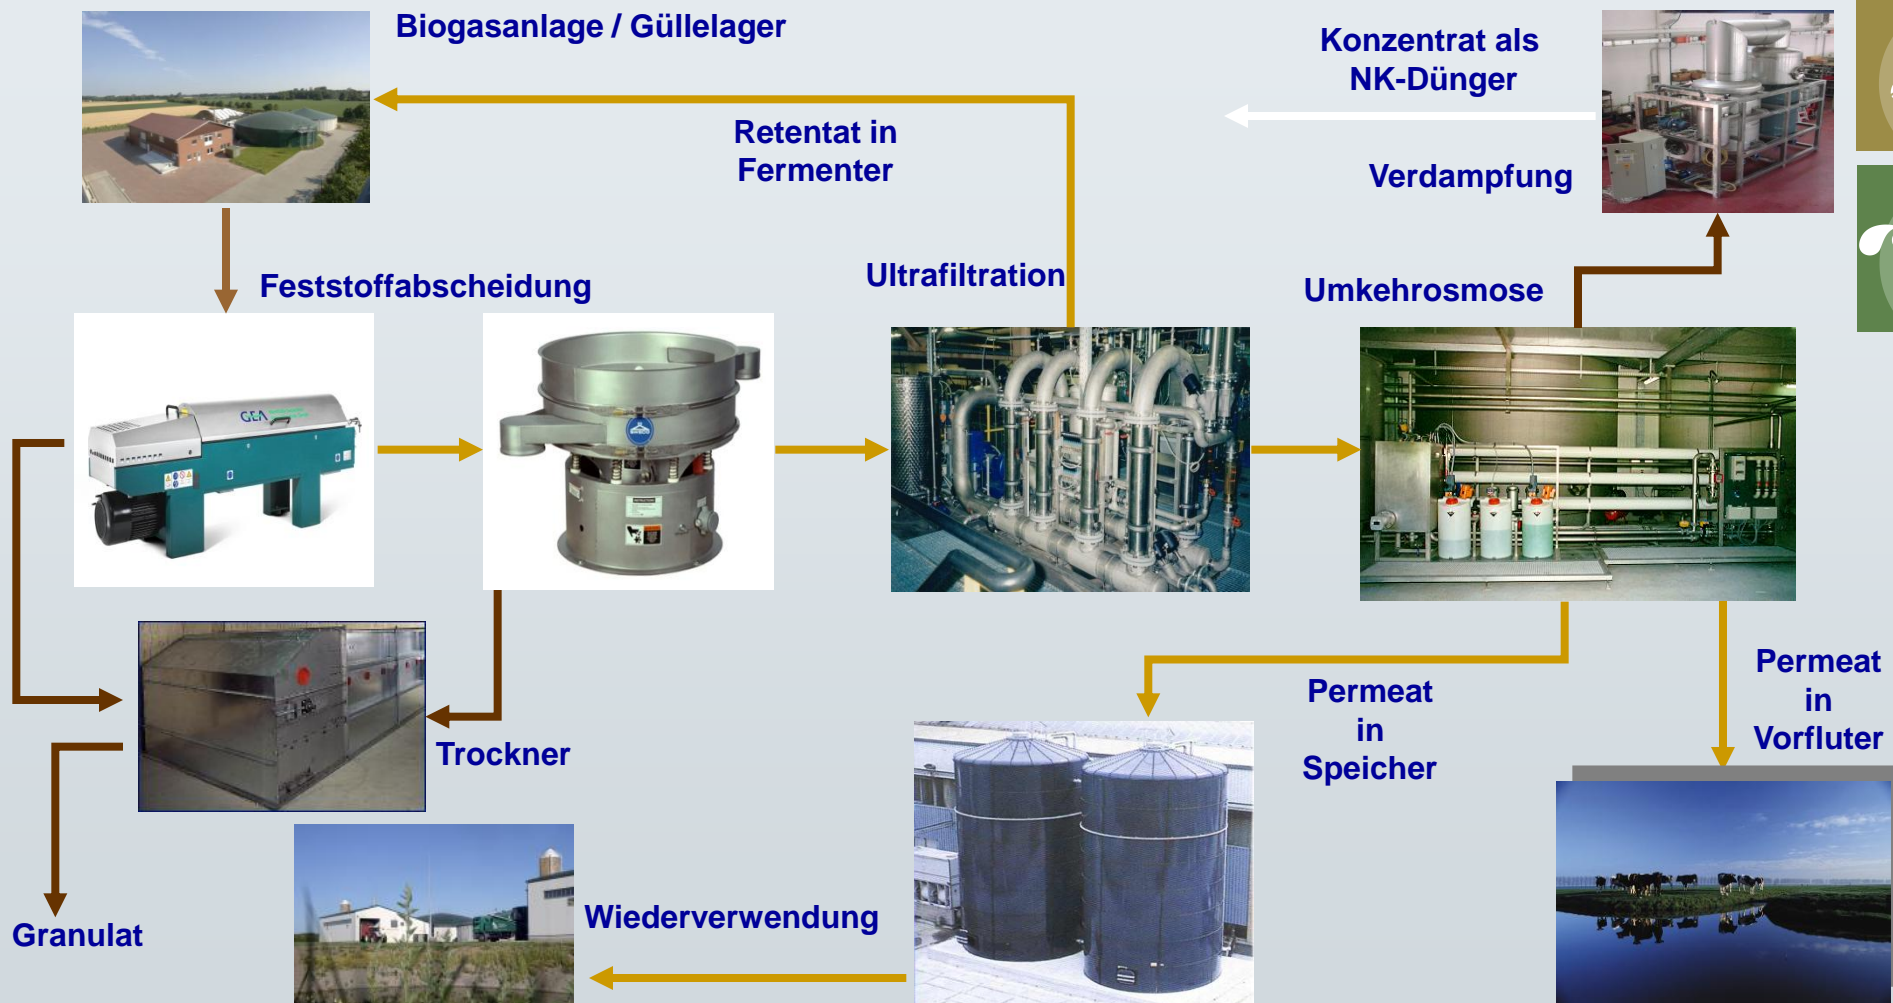 Biogasanlage / Güllelager
Konzentrat als
NK-Dünger
Retentat in
Fermenter
Verdampfung
Feststoffabscheidung
Ultrafiltration
Umkehrosmose
GEA
Trockner
Permeat
in
Speicher
Permeat
in
Vorfluter
Granulat
Wiederverwendung